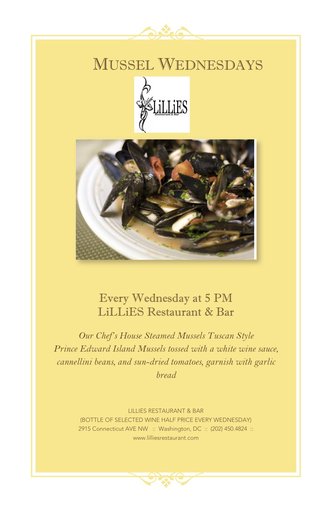 MUSSEL WEDNESDAYS
LiLLiES
RESTAURANT & BAR
Every Wednesday at 5 PM
LiLLiES Restaurant & Bar
Our Chef's House Steamed Mussels Tuscan Style
Prince Edward Island Mussels tossed with a white wine sauce,
cannellini beans, and sun-dried tomatoes, garnish with garlic
bread
LILLIES RESTAURANT & BAR
(BOTTLE OF SELECTED WINE HALF PRICE EVERY WEDNESDAY)
2915 Connecticut AVE NW :: Washington, DC :: (202) 450.4824 ::
www.lilliesrestaurant.com